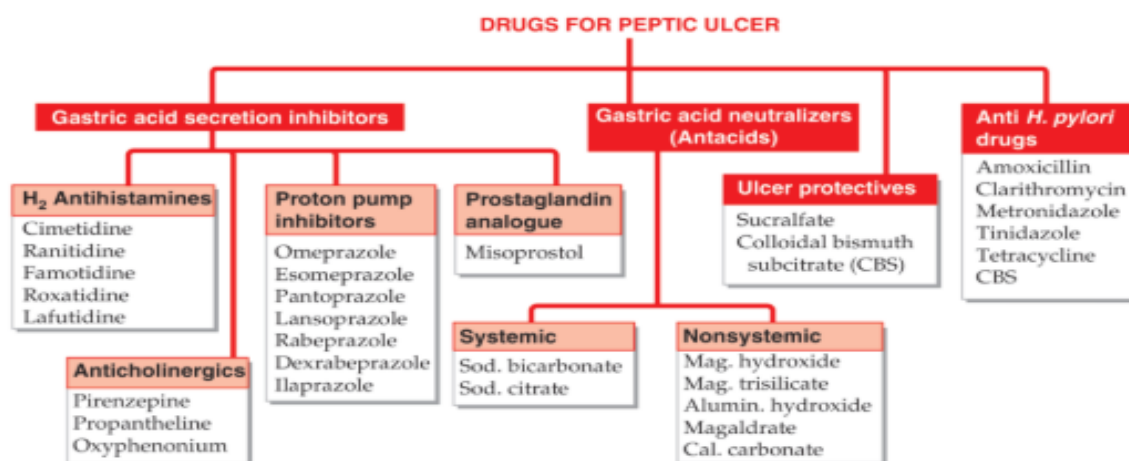 DRUGS FOR PEPTIC ULCER
Gastric acid secretion inhibitors
H₂ Antihistamines
Cimetidine
Ranitidine
Famotidine
Roxatidine
Lafutidine
Anticholinergics
Pirenzepine
Propantheline
Oxyphenonium
Proton pump
inhibitors
Omeprazole
Esomeprazole
Pantoprazole
Lansoprazole
Rabeprazole
Dexrabeprazole
Ilaprazole
Prostaglandin
analogue
Misoprostol
Gastric acid neutralizers
(Antacids)
Systemic
Sod. bicarbonate
Sod. citrate
Nonsystemic
Mag. hydroxide
Mag. trisilicate
Alumin. hydroxide
Magaldrate
Cal. carbonate
Ulcer protectives
Sucralfate
Colloidal bismuth
subcitrate (CBS)
Anti H. pylori
drugs
Amoxicillin
Clarithromycin
Metronidazole
Tinidazole
Tetracycline
CBS